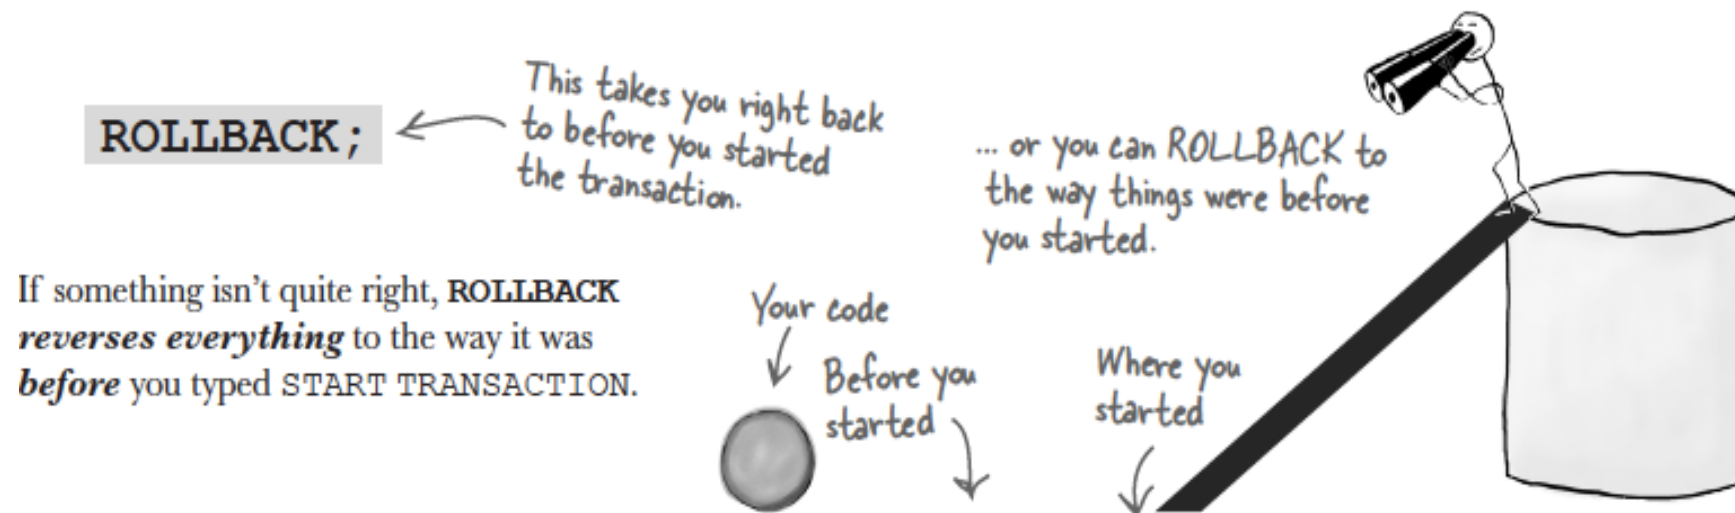 ROLLBACK;
This takes you right back
to before you started
the transaction.
... or you can ROLLBACK to
the way things were before
you started.
If something isn't quite right, ROLLBACK
reverses everything to the way it was
before you typed START TRANSACTION.
Your code
Before you
started
Where you
started